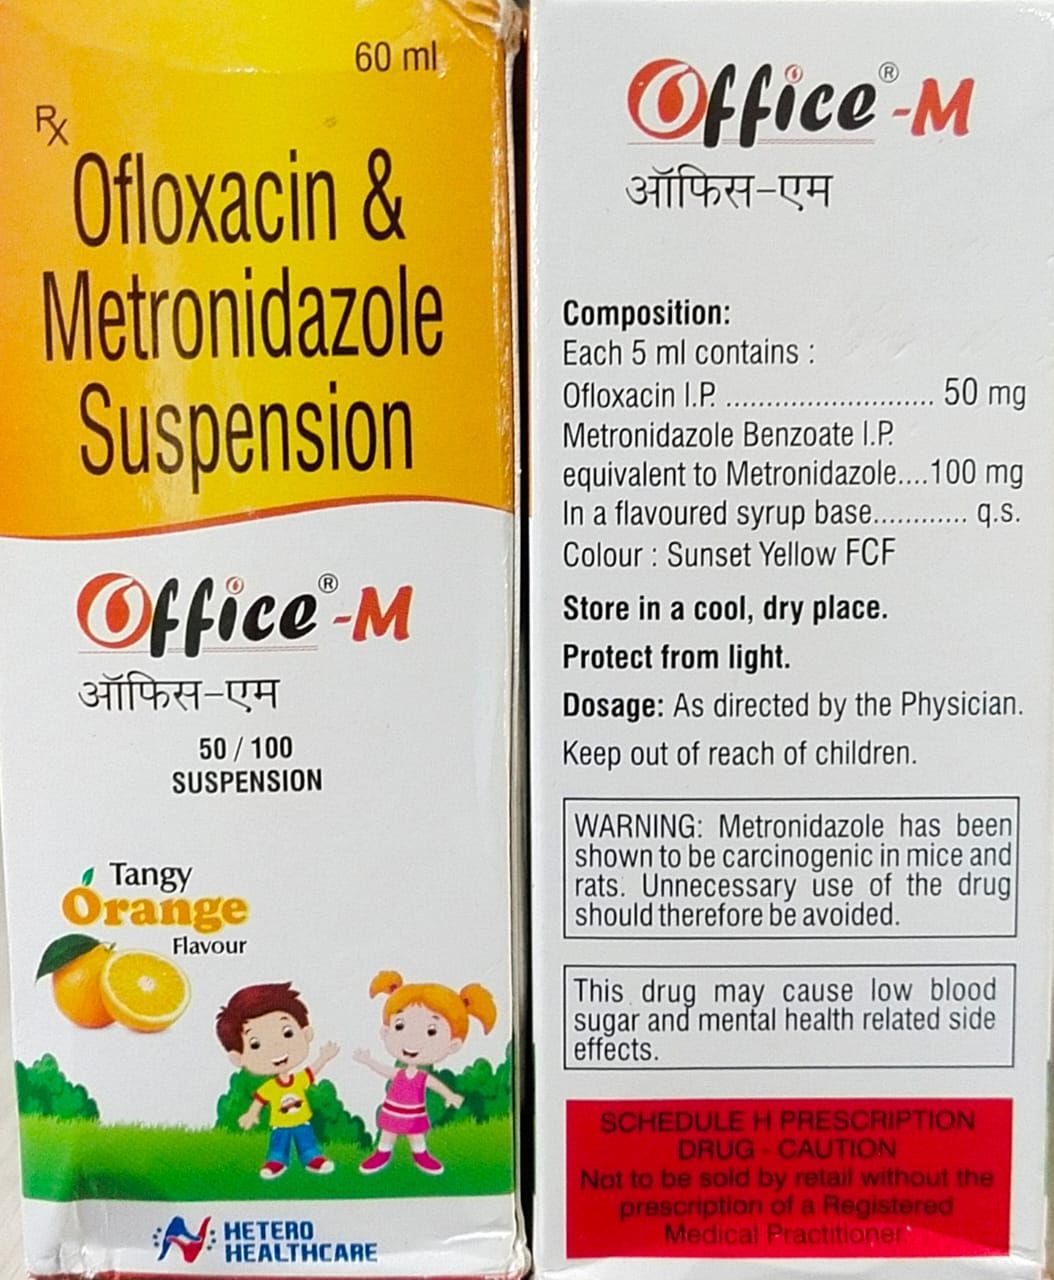 60 ml
Rx
Ofloxacin &
Metronidazole
Suspension
Office®-M
ऑफिस-एम
50 / 100
SUSPENSION
Tangy
Orange
Flavour
HETERO
HEALTHCARE
Office®-M
ऑफिस-एम
Composition:
Each 5 ml contains :
Ofloxacin I.P. .......................... 50 mg
Metronidazole Benzoate I.P.
equivalent to Metronidazole....100 mg
In a flavoured syrup base............ q.s.
Colour : Sunset Yellow FCF
Store in a cool, dry place.
Protect from light.
Dosage: As directed by the Physician.
Keep out of reach of children.
WARNING: Metronidazole has been
shown to be carcinogenic in mice and
rats. Unnecessary use of the drug
should therefore be avoided.
This drug may cause low blood
sugar and mental health related side
effects.
SCHEDULE H PRESCRIPTION
DRUG - CAUTION
Not to be sold by retail without the
prescription of a Registered
Medical Practitioner.